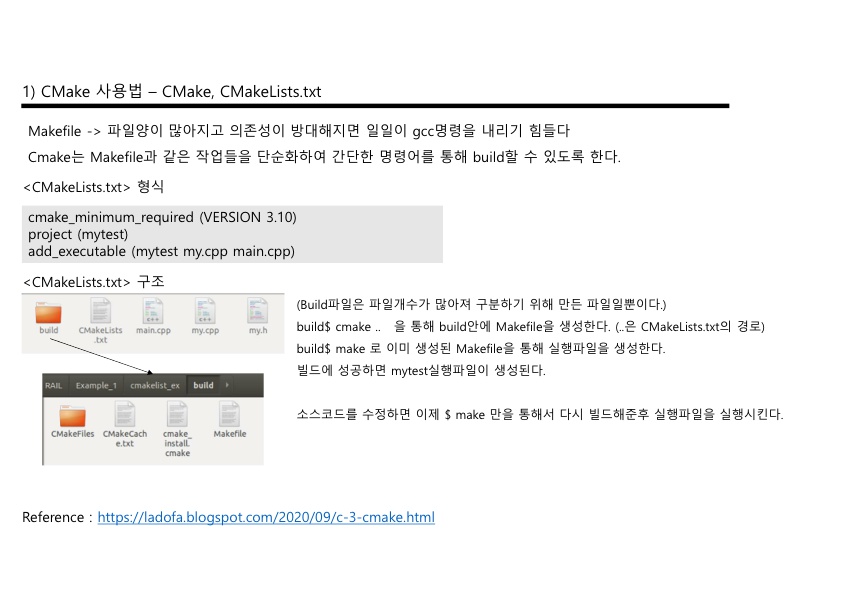 1) CMake 사용법 – CMake, CMakeLists.txt
Makefile -> 파일양이 많아지고 의존성이 방대해지면 일일이 gcc명령을 내리기 힘들다
Cmake는 Makefile과 같은 작업들을 단순화하여 간단한 명령어를 통해 build할 수 있도록 한다.
<CMakeLists.txt> 형식
cmake_minimum_required (VERSION 3.10)
project (mytest)
add_executable (mytest my.cpp main.cpp)
<CMakeLists.txt> 구조
build
CMakeLists
.txt
main.cpp
my.cpp
my.h
(Build파일은 파일개수가 많아져 구분하기 위해 만든 파일일뿐이다.)
build$ cmake .. 을 통해 build안에 Makefile을 생성한다. (..은 CMakeLists.txt의 경로)
build$ make 로 이미 생성된 Makefile을 통해 실행파일을 생성한다.
빌드에 성공하면 mytest실행파일이 생성된다.
RAIL Example_1 cmakelist_ex build
CMakeFiles
CMakeCach
e.txt
cmake_
install.
cmake
Makefile
소스코드를 수정하면 이제 $ make 만을 통해서 다시 빌드해준후 실행파일을 실행시킨다.
Reference : https://ladofa.blogspot.com/2020/09/c-3-cmake.html